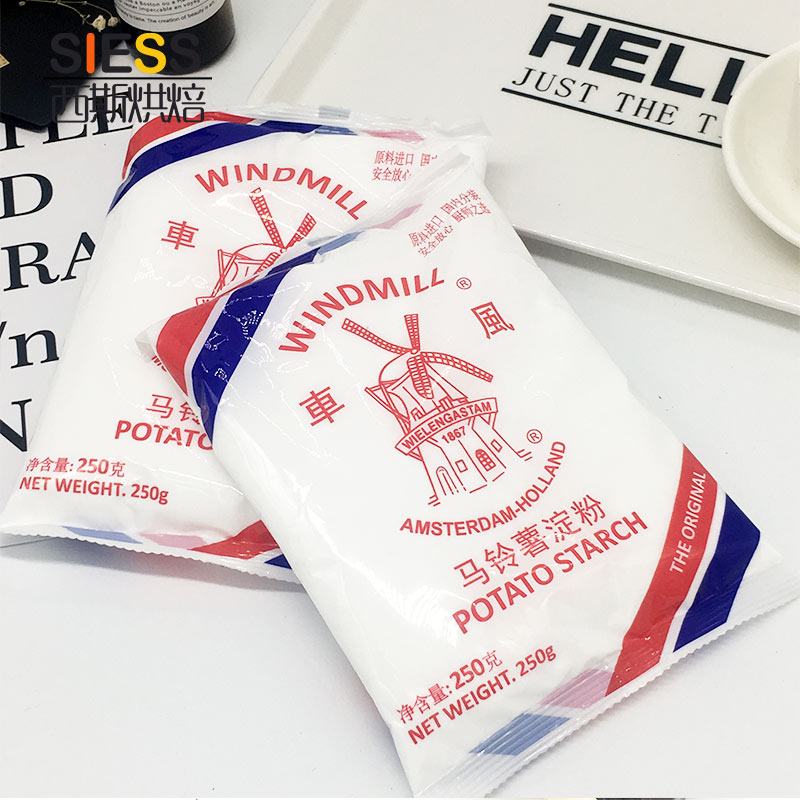 SIESS
西斯烘焙
HELL
JUST THE T
D
RA
/n
N
原料进口
安全放心
WINDMILL
車
马铃
POTATO
净含量: 250克
NET WEIGHT. 250g
原料进口 国内分装
安全放心 厨师之选
WINDMILL ®
風
車
WIELENGASTAM
1867
®
AMSTERDAM-HOLLAND
马铃薯淀粉
POTATO STARCH
THE ORIGINAL
净含量: 250克
NET WEIGHT. 250g